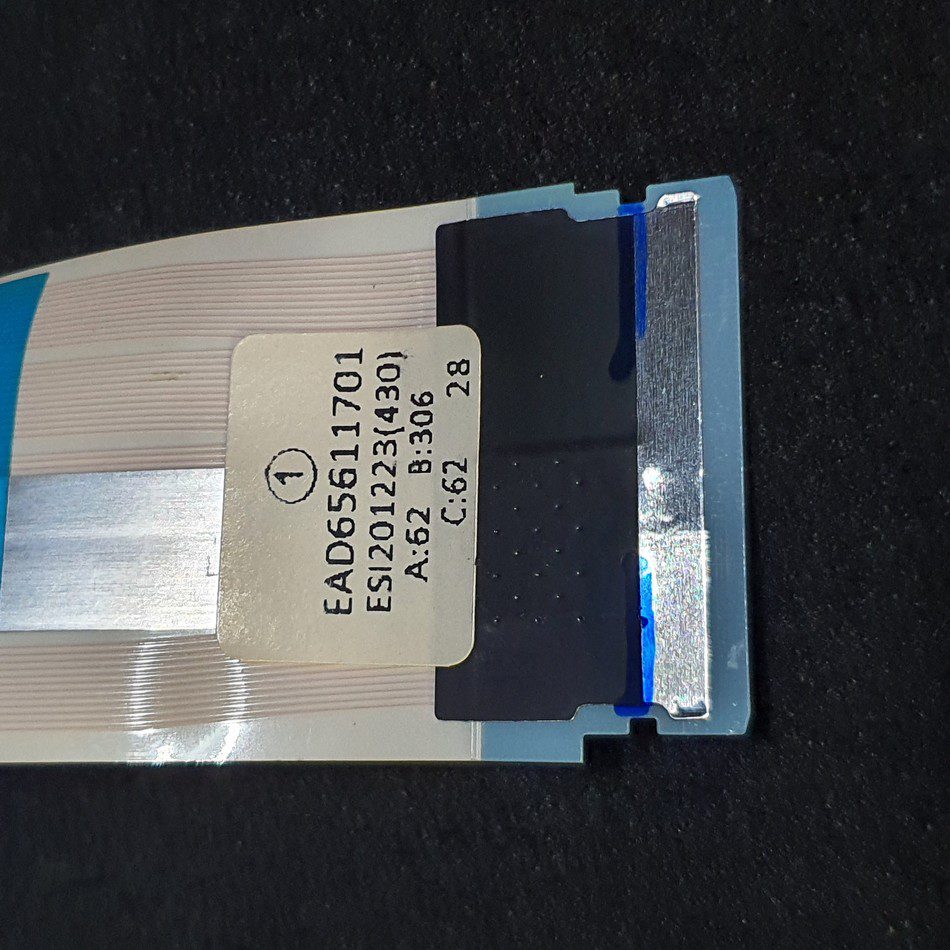 1
EAD65611701
ESI201223(430)
A:62 B:306
C:62 28